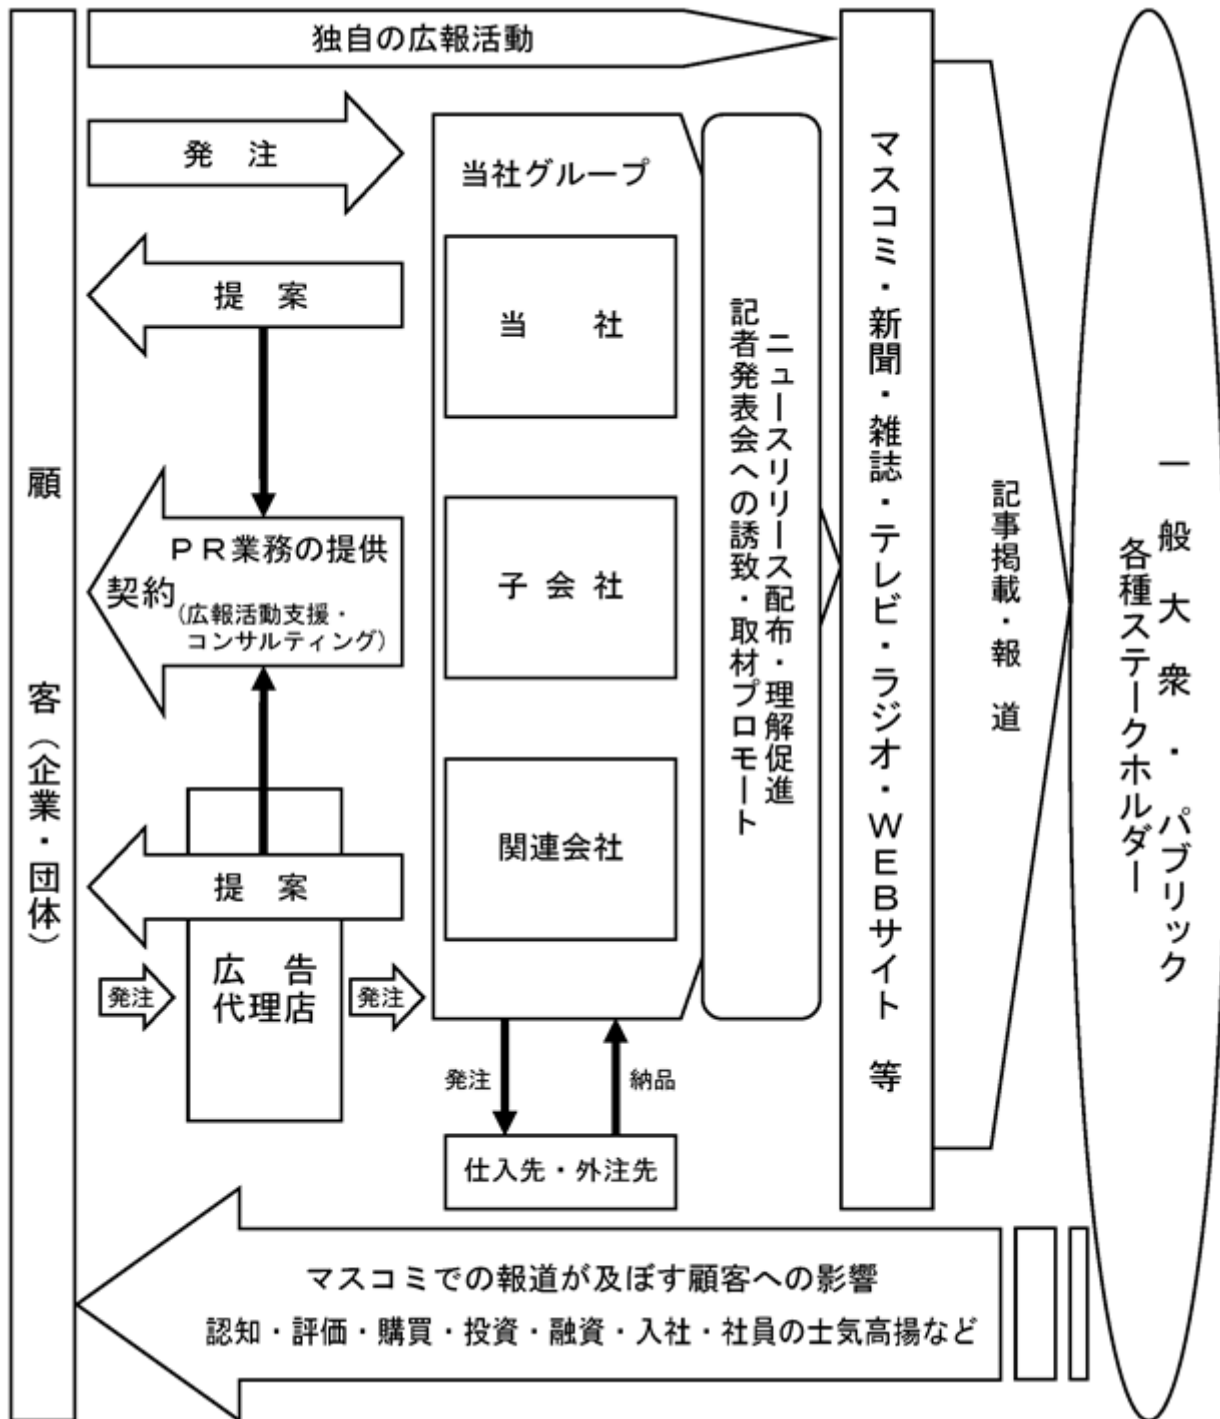 独自の広報活動
発　注
提　案
顧　客（企業・団体）
契約
ＰＲ業務の提供
（広報活動支援・
コンサルティング）
提　案
広　告
代理店
発注
発注
当社グループ
当　社
子 会 社
関連会社
発注
納品
仕入先・外注先
ニュースリリース配布・理解促進
記者発表会への誘致・取材プロモート
マスコミ・新聞・雑誌・テレビ・ラジオ・ＷＥＢサイト　等
記事掲載・報　道
一般大衆・パブリック
各種ステークホルダー
マスコミでの報道が及ぼす顧客への影響
認知・評価・購買・投資・融資・入社・社員の士気高揚など